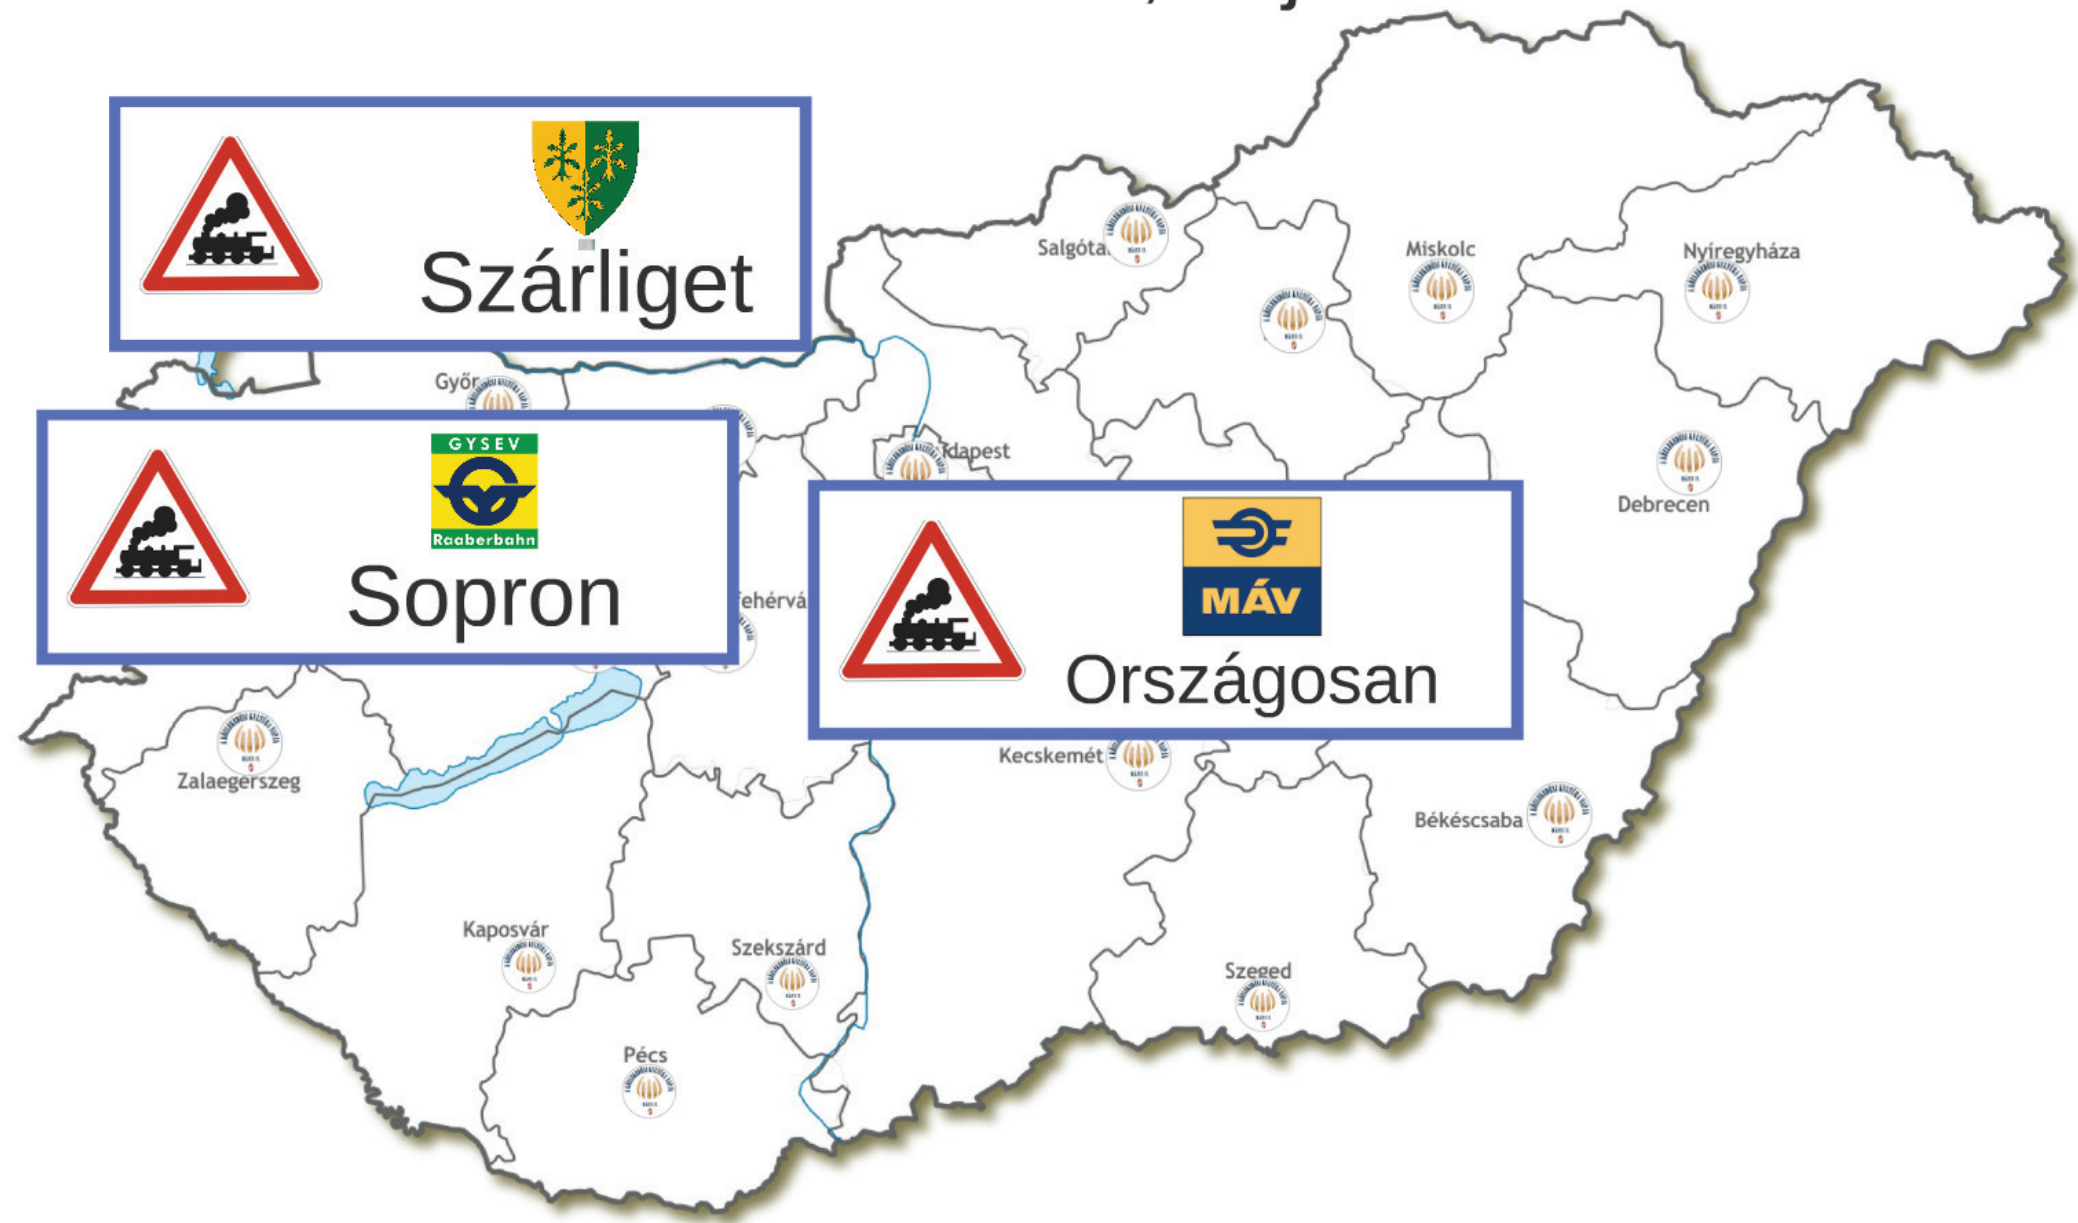 Szárliget
Salgóta
Miskolc
Nyíregyháza
Győr
GYSEV
Raaberbahn
Sopron
dapest
Debrecen
ehérvá
MÁV
Országosan
Zalaegerszeg
Kecskemét
Békéscsaba
Kaposvár
Szekszárd
Szeged
Pécs